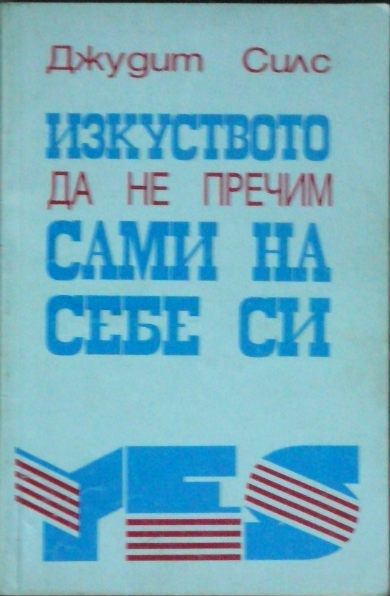 Джудит Силс
ИЗКУСТВОТО
ДА НЕ ПРЕЧИМ
САМИ НА
СЕБЕ СИ
YES